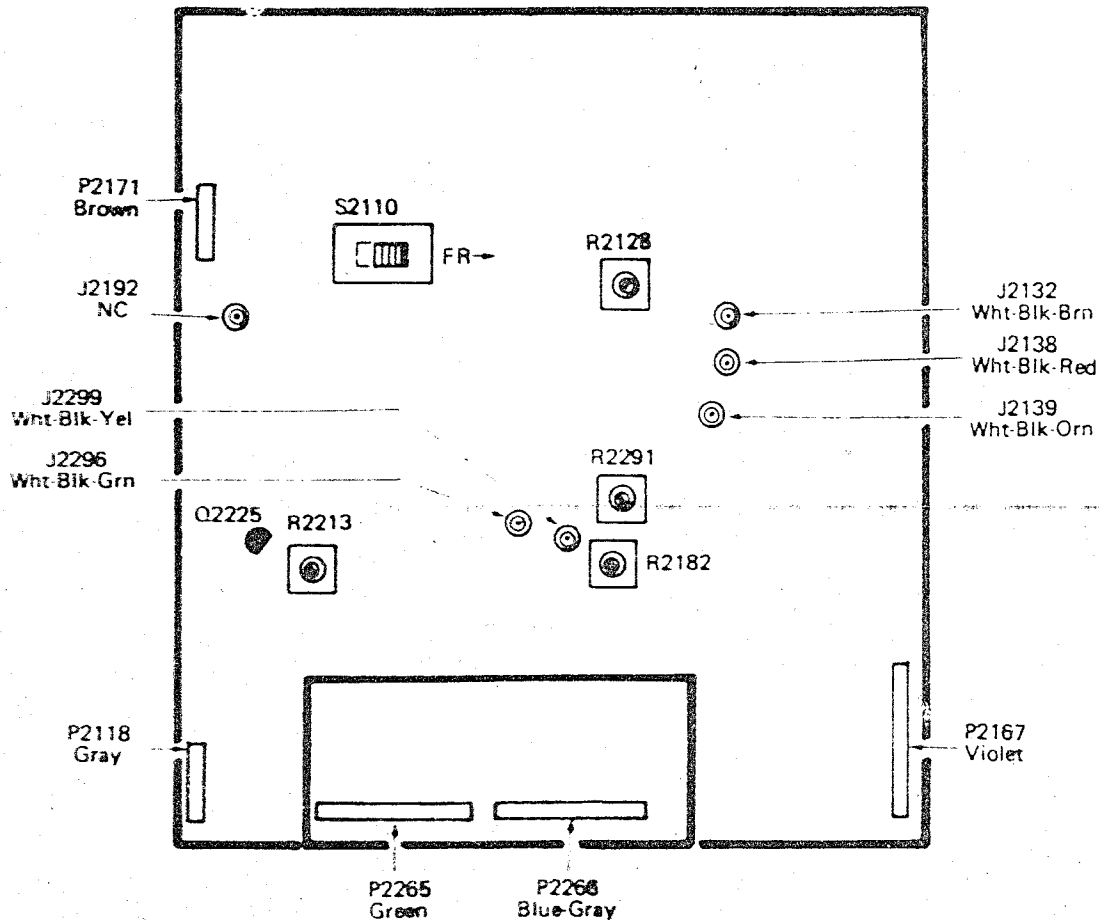 P2171
Brown
S2110
FR
R2128
J2192
NC
J2132
Wht-Blk-Brn
J2138
Wht-Blk-Red
J2299
Wht-Blk-Yel
J2139
Wht-Blk-Orn
J2296
Wht-Blk-Grn
R2291
Q2225
R2213
R2182
P2118
Gray
P2167
Violet
P2265
Green
P2266
Blue-Gray